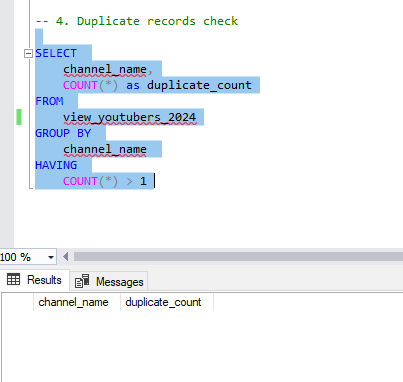 -- 4. Duplicate records check
SELECT
channel_name,
COUNT(*) as duplicate_count
FROM
view_youtubers_2024
GROUP BY
channel_name
HAVING
COUNT(*) > 1
100 %
Results Messages
channel_name duplicate_count